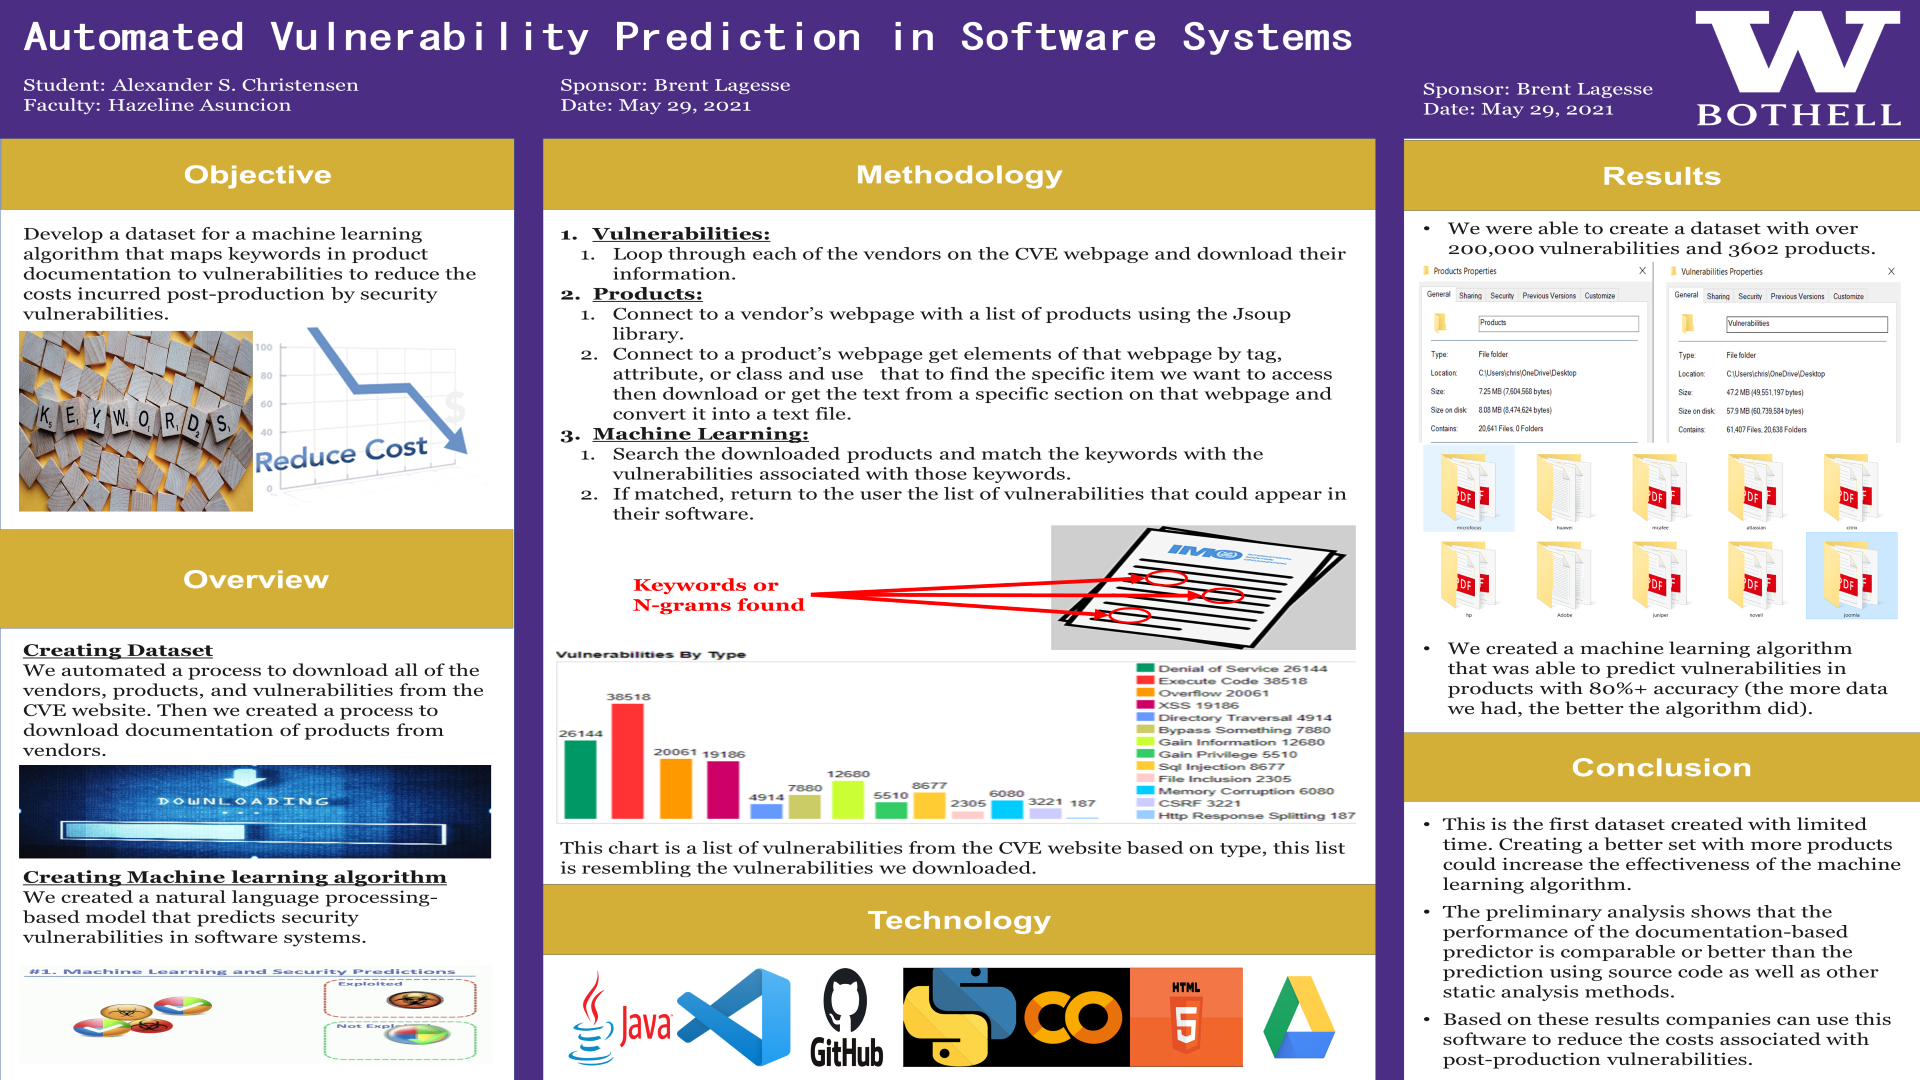 Automated Vulnerability Prediction in Software Systems
Student: Alexander S. Christensen
Faculty: Hazeline Asuncion
Sponsor: Brent Lagesse
Date: May 29, 2021
Sponsor: Brent Lagesse
Date: May 29, 2021
W
BOTHELL
Objective
Develop a dataset for a machine learning
algorithm that maps keywords in product
documentation to vulnerabilities to reduce the
costs incurred post-production by security
vulnerabilities.
KEYWORDS
100
80
60
40
0
$
Reduce Cost
Overview
Creating Dataset
We automated a process to download all of the
vendors, products, and vulnerabilities from the
CVE website. Then we created a process to
download documentation of products from
vendors.
DOWNLOADING
Creating Machine learning algorithm
We created a natural language processing-
based model that predicts security
vulnerabilities in software systems.
#1. Machine Learning and Security Predictions
Exploited
Not Expl
Methodology
1. Vulnerabilities:
1. Loop through each of the vendors on the CVE webpage and download their
information.
2. Products:
1. Connect to a vendor's webpage with a list of products using the Jsoup
library.
2. Connect to a product's webpage get elements of that webpage by tag,
attribute, or class and use that to find the specific item we want to access
then download or get the text from a specific section on that webpage and
convert it into a text file.
3. Machine Learning:
1. Search the downloaded products and match the keywords with the
vulnerabilities associated with those keywords.
2. If matched, return to the user the list of vulnerabilities that could appear in
their software.
Keywords or
N-grams found
IMO
Vulnerabilities By Type
26144
38518
20061
19186
4914
7880
12680
5510
8677
2305
6080
3221
187
Denial of Service 26144
Execute Code 38518
Overflow 20061
XSS 19186
Directory Traversal 4914
Bypass Something 7880
Gain Information 12680
Gain Privilege 5510
Sql Injection 8677
File Inclusion 2305
Memory Corruption 6080
CSRF 3221
Http Response Splitting 187
This chart is a list of vulnerabilities from the CVE website based on type, this list
is resembling the vulnerabilities we downloaded.
Technology
Java
GitHub
HTML
5
Results
• We were able to create a dataset with over
200,000 vulnerabilities and 3602 products.
Products Properties X
General Sharing Security Previous Versions Customize
Products
Type: File folder
Location: C:\Users\chris\OneDrive\Desktop
Size: 7.25 MB (7,604,568 bytes)
Size on disk: 8.08 MB (8,474,624 bytes)
Contains: 20,641 Files, 0 Folders
Vulnerabilities Properties X
General Sharing Security Previous Versions Customize
Vulnerabilities
Type: File folder
Location: C:\Users\chris\OneDrive\Desktop
Size: 47.2 MB (49,551,197 bytes)
Size on disk: 57.9 MB (60,739,584 bytes)
Contains: 61,407 Files, 20,638 Folders
PDF PDF PDF PDF
microfocus huawei mcafee atlassian citrix
PDF PDF PDF PDF
hp Adobe juniper novell joomla
• We created a machine learning algorithm
that was able to predict vulnerabilities in
products with 80%+ accuracy (the more data
we had, the better the algorithm did).
Conclusion
• This is the first dataset created with limited
time. Creating a better set with more products
could increase the effectiveness of the machine
learning algorithm.
• The preliminary analysis shows that the
performance of the documentation-based
predictor is comparable or better than the
prediction using source code as well as other
static analysis methods.
• Based on these results companies can use this
software to reduce the costs associated with
post-production vulnerabilities.